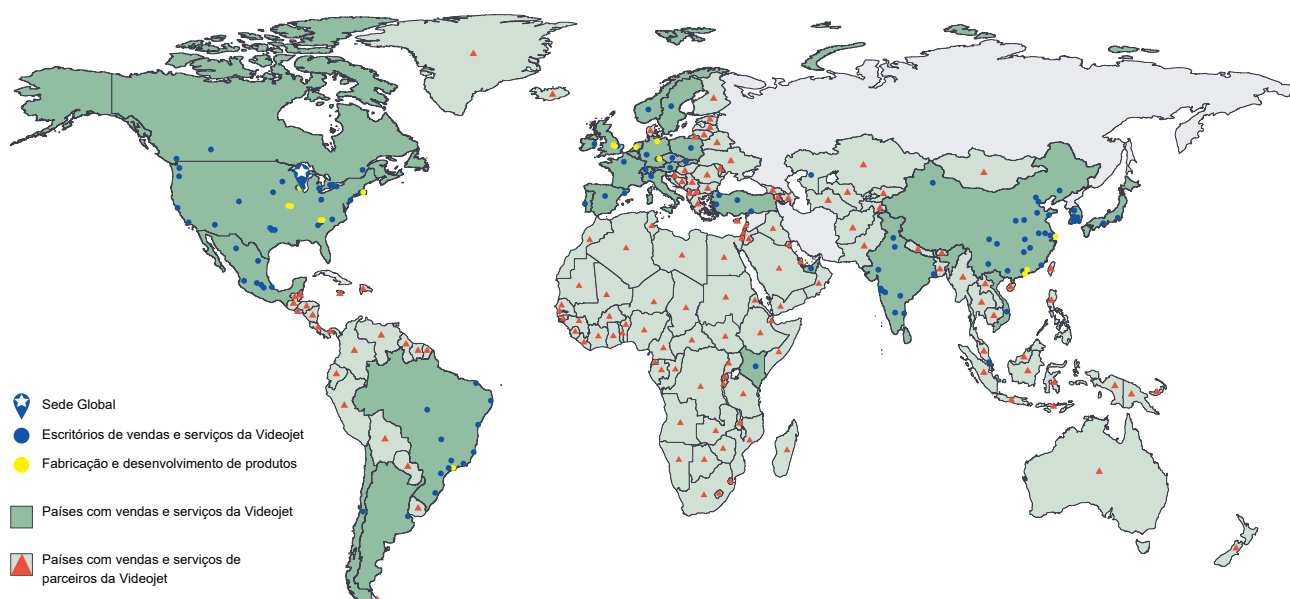 Sede Global
Escritórios de vendas e serviços da Videojet
Fabricação e desenvolvimento de produtos
Países com vendas e serviços da Videojet
Países com vendas e serviços de
parceiros da Videojet